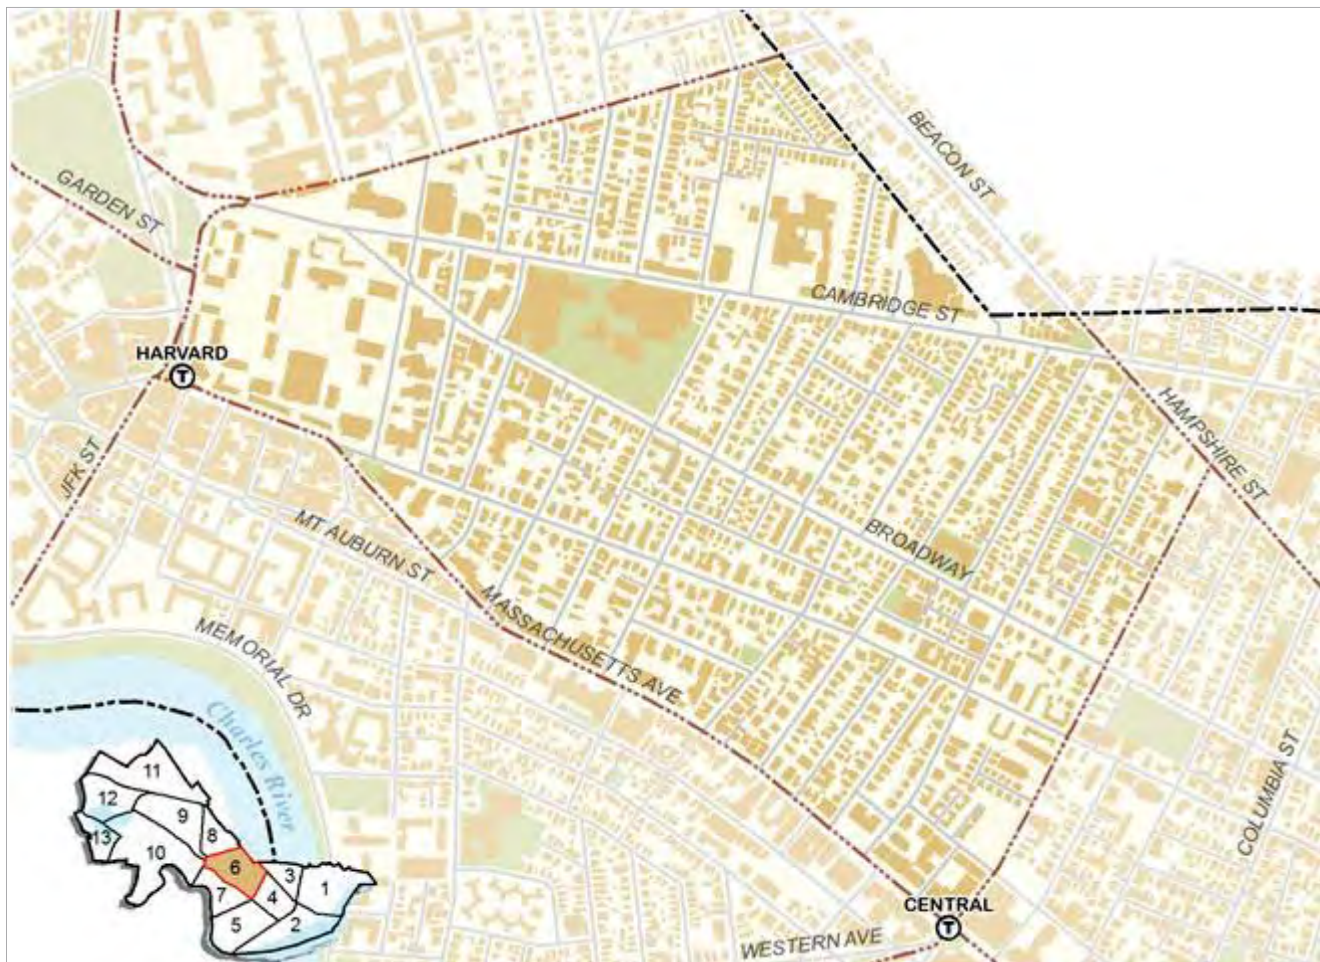 BEACON ST
GARDEN ST
CAMBRIDGE ST
HARVARD
T
HAMPSHIRE ST
JFK ST
MT AUBURN ST
BROADWAY
MASSACHUSETTS AVE
MEMORIAL DR
Charles River
COLUMBIA ST
11
12
9
8
13
10
6
3
1
7
4
5
2
CENTRAL
T
WESTERN AVE